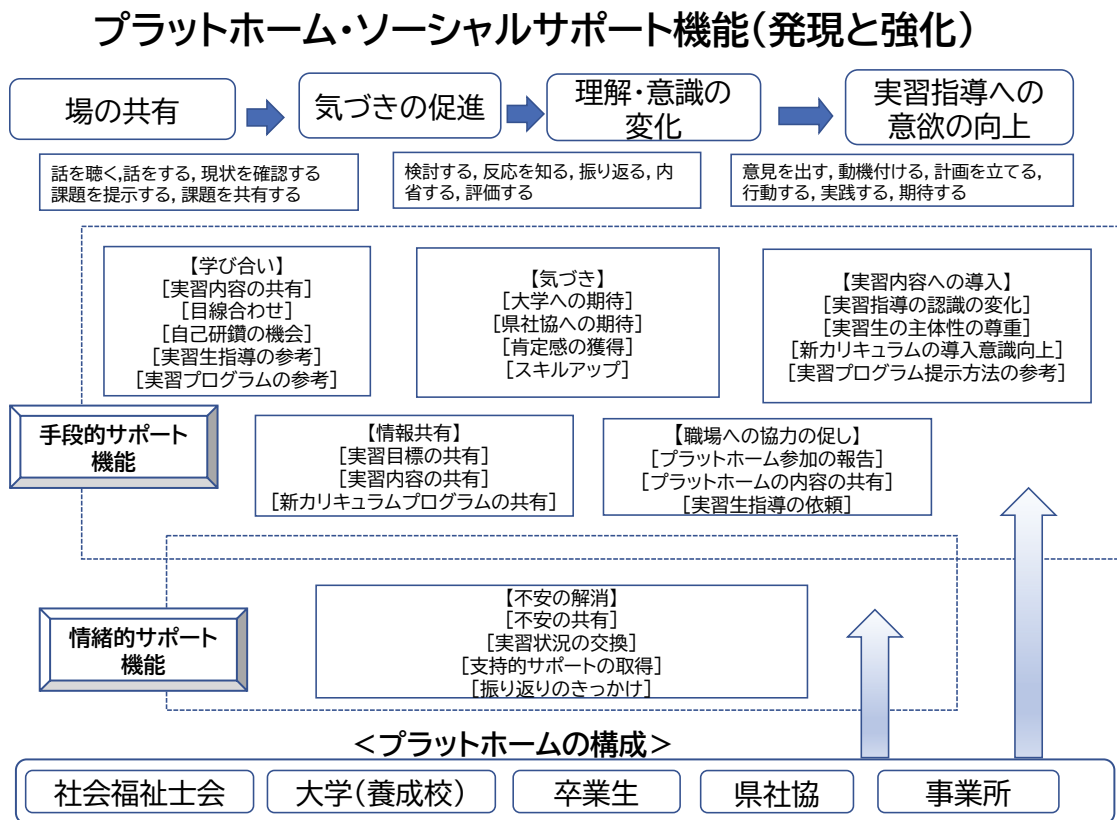 プラットホーム・ソーシャルサポート機能(発現と強化)
場の共有
気づきの促進
理解・意識の
変化
実習指導への
意欲の向上
話を聴く,話をする, 現状を確認する
課題を提示する, 課題を共有する
検討する, 反応を知る, 振り返る, 内
省する, 評価する
意見を出す, 動機付ける, 計画を立てる,
行動する, 実践する, 期待する
【学び合い】
[実習内容の共有]
[目線合わせ]
[自己研鑽の機会]
[実習生指導の参考]
[実習プログラムの参考]
【気づき】
[大学への期待]
[県社協への期待]
[肯定感の獲得]
[スキルアップ]
【実習内容への導入】
[実習指導の認識の変化]
[実習生の主体性の尊重]
[新カリキュラムの導入意識向上]
[実習プログラム提示方法の参考]
手段的サポート
機能
【情報共有】
[実習目標の共有]
[実習内容の共有]
[新カリキュラムプログラムの共有]
【職場への協力の促し】
[プラットホーム参加の報告]
[プラットホームの内容の共有]
[実習生指導の依頼]
情緒的サポート
機能
【不安の解消】
[不安の共有]
[実習状況の交換]
[支持的サポートの取得]
[振り返りのきっかけ]
<プラットホームの構成>
社会福祉士会
大学(養成校)
卒業生
県社協
事業所